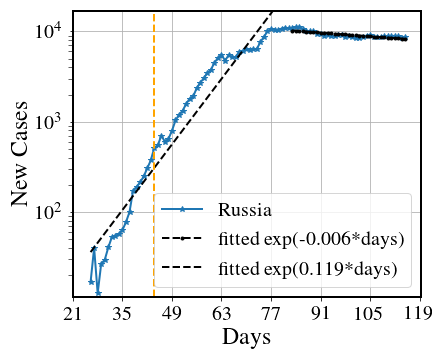 10⁴
10³
10²
New Cases
Russia
fitted exp(-0.006*days)
fitted exp(0.119*days)
21 35 49 63 77 91 105 119
Days